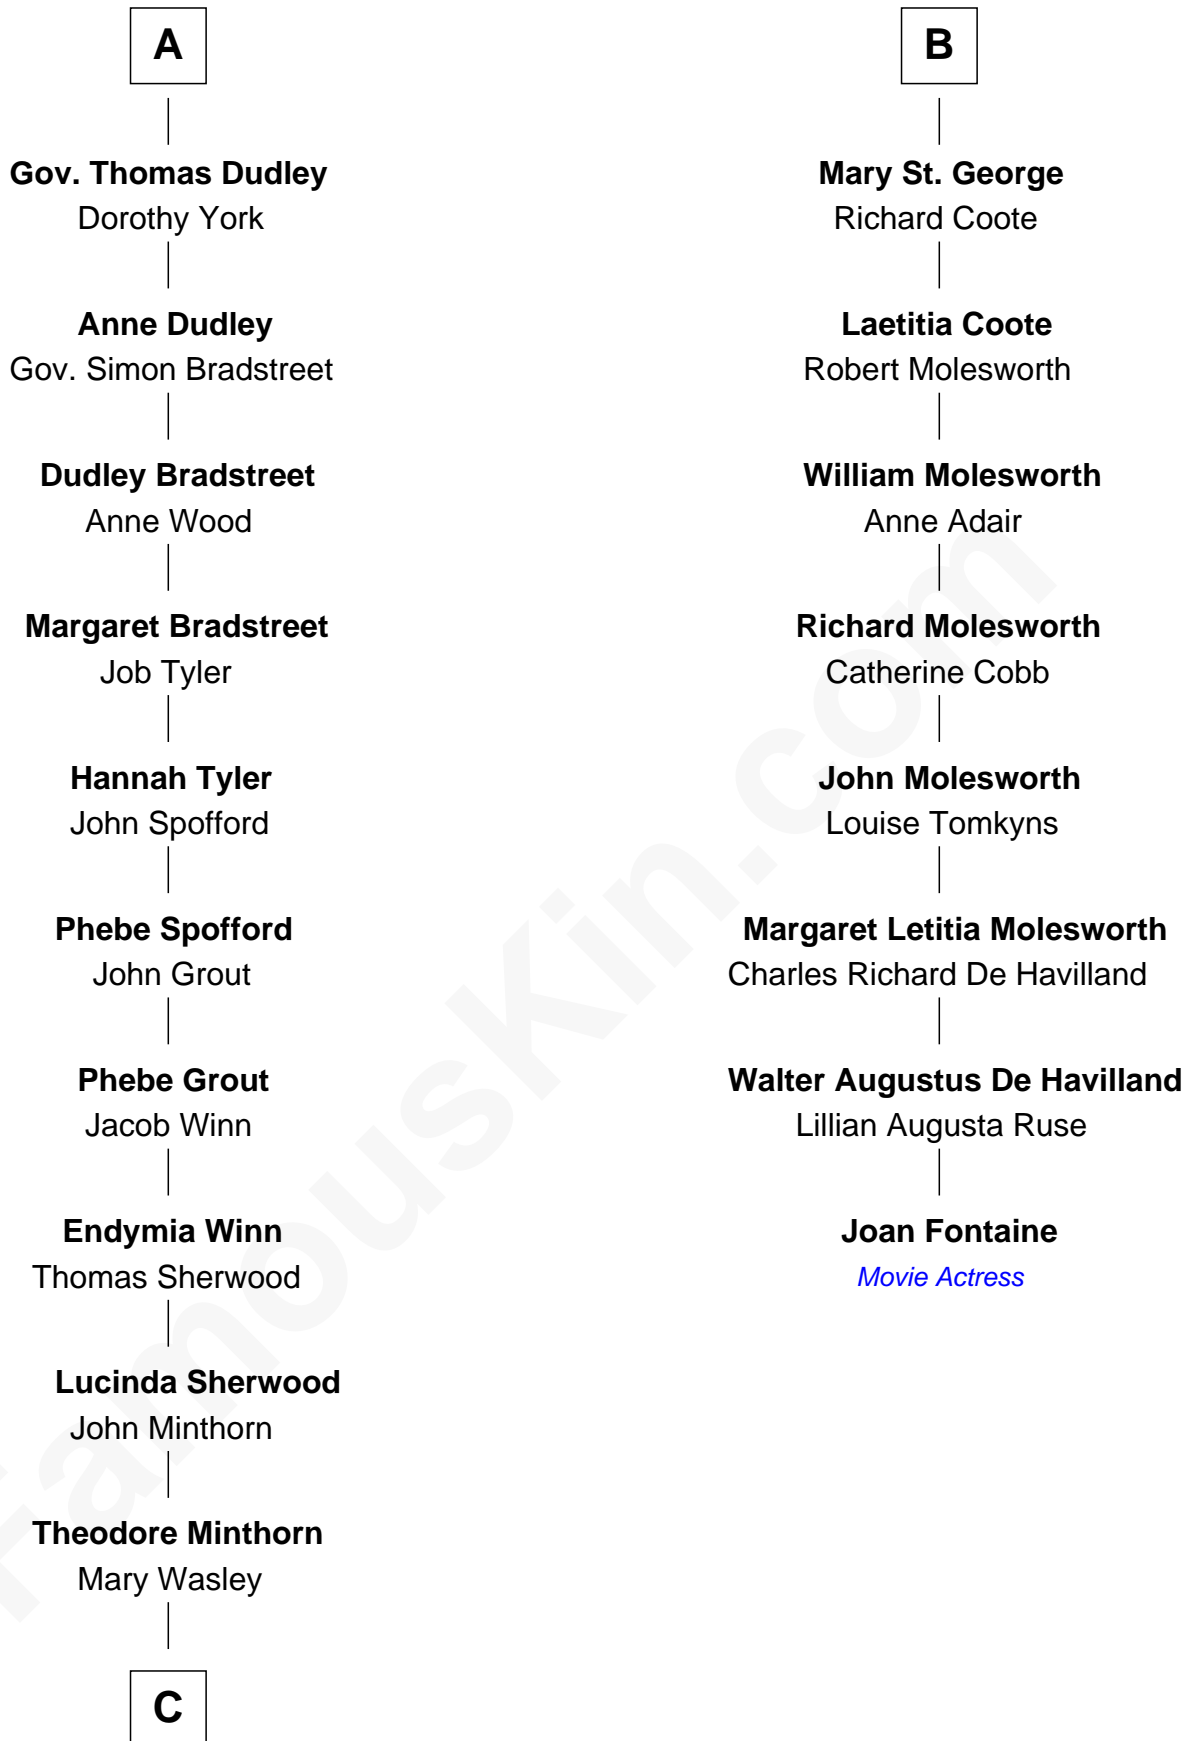 A
Gov. Thomas Dudley
Dorothy York
Anne Dudley
Gov. Simon Bradstreet
Dudley Bradstreet
Anne Wood
Margaret Bradstreet
Job Tyler
Hannah Tyler
John Spofford
Phebe Spofford
John Grout
Phebe Grout
Jacob Winn
Endymia Winn
Thomas Sherwood
Lucinda Sherwood
John Minthorn
Theodore Minthorn
Mary Wasley
C
B
Mary St. George
Richard Coote
Laetitia Coote
Robert Molesworth
William Molesworth
Anne Adair
Richard Molesworth
Catherine Cobb
John Molesworth
Louise Tomkyns
Margaret Letitia Molesworth
Charles Richard De Havilland
Walter Augustus De Havilland
Lillian Augusta Ruse
Joan Fontaine
Movie Actress
FamousKin.com